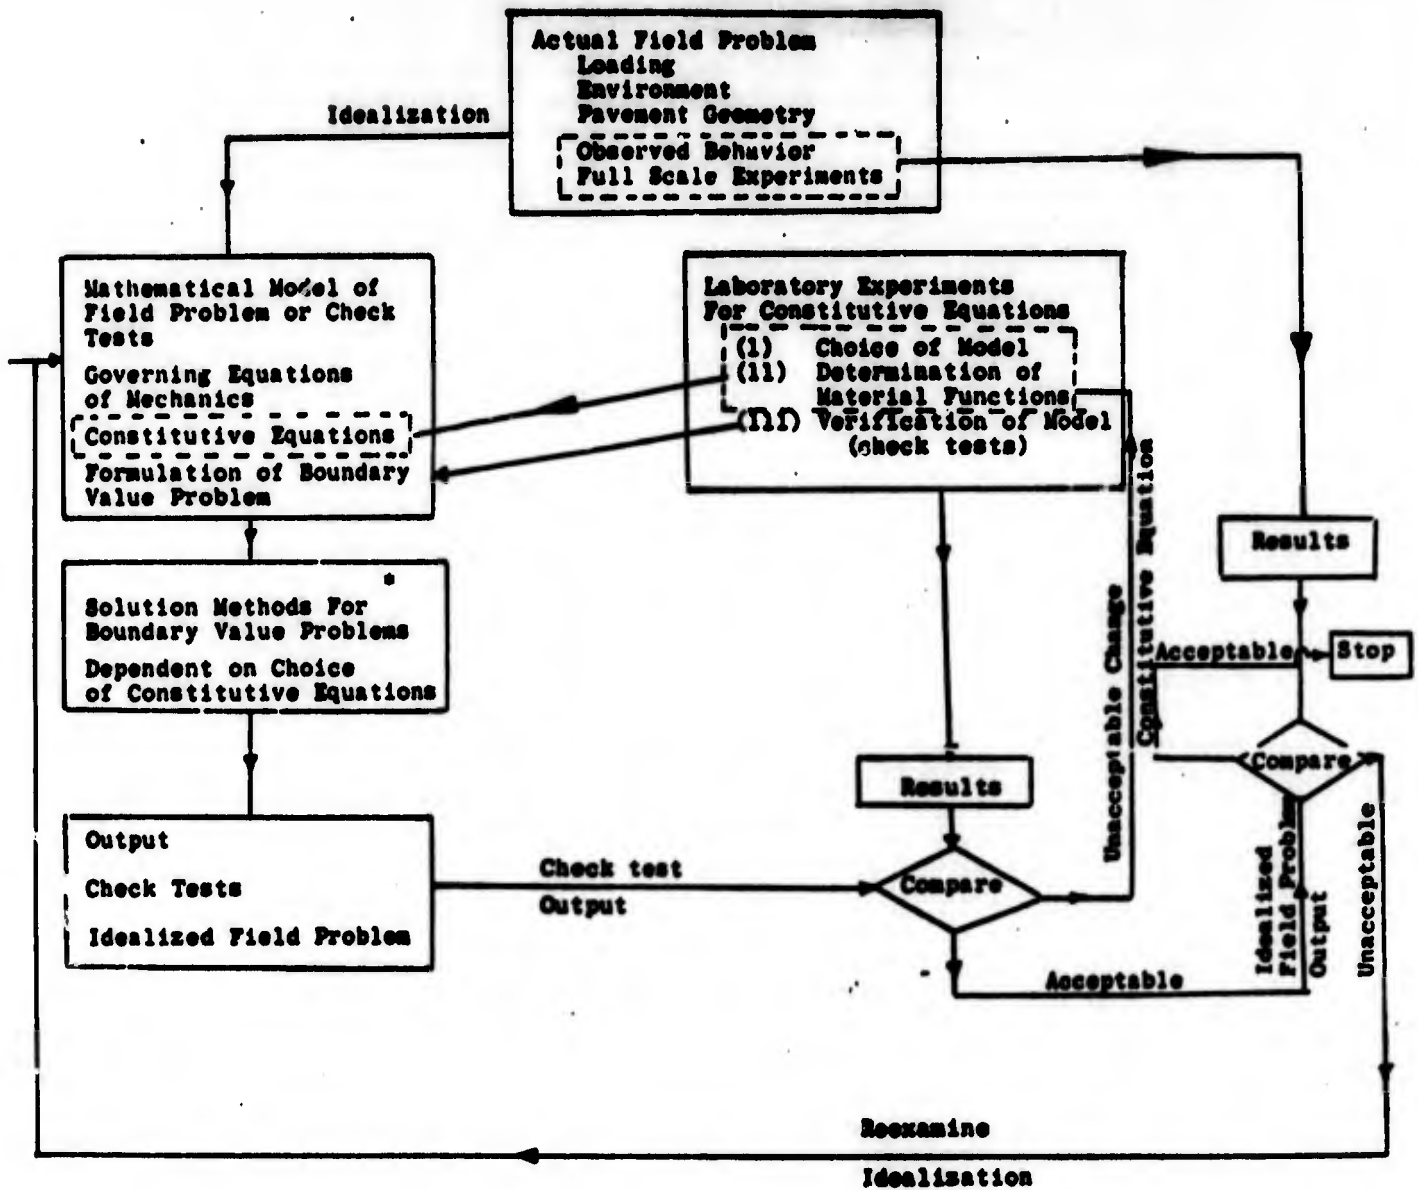 Actual Field Problem
Loading
Environment
Pavement Geometry
Observed Behavior
Full Scale Experiments
Idealization
Mathematical Model of
Field Problem or Check
Tests
Governing Equations
of Mechanics
Constitutive Equations
Formulation of Boundary
Value Problem
Laboratory Experiments
For Constitutive Equations
(i) Choice of Model
(ii) Determination of
Material Functions
(iii) Verification of Model
(check tests)
Results
*
Solution Methods For
Boundary Value Problems
Dependent on Choice
of Constitutive Equations
Unacceptable Change
Constitutive Equation
Acceptable
Stop
Compare
Results
Output
Check Tests
Idealized Field Problem
Check test
Output
Compare
Acceptable
Idealized
Field Problem
Output
Unacceptable
Reexamine
Idealization